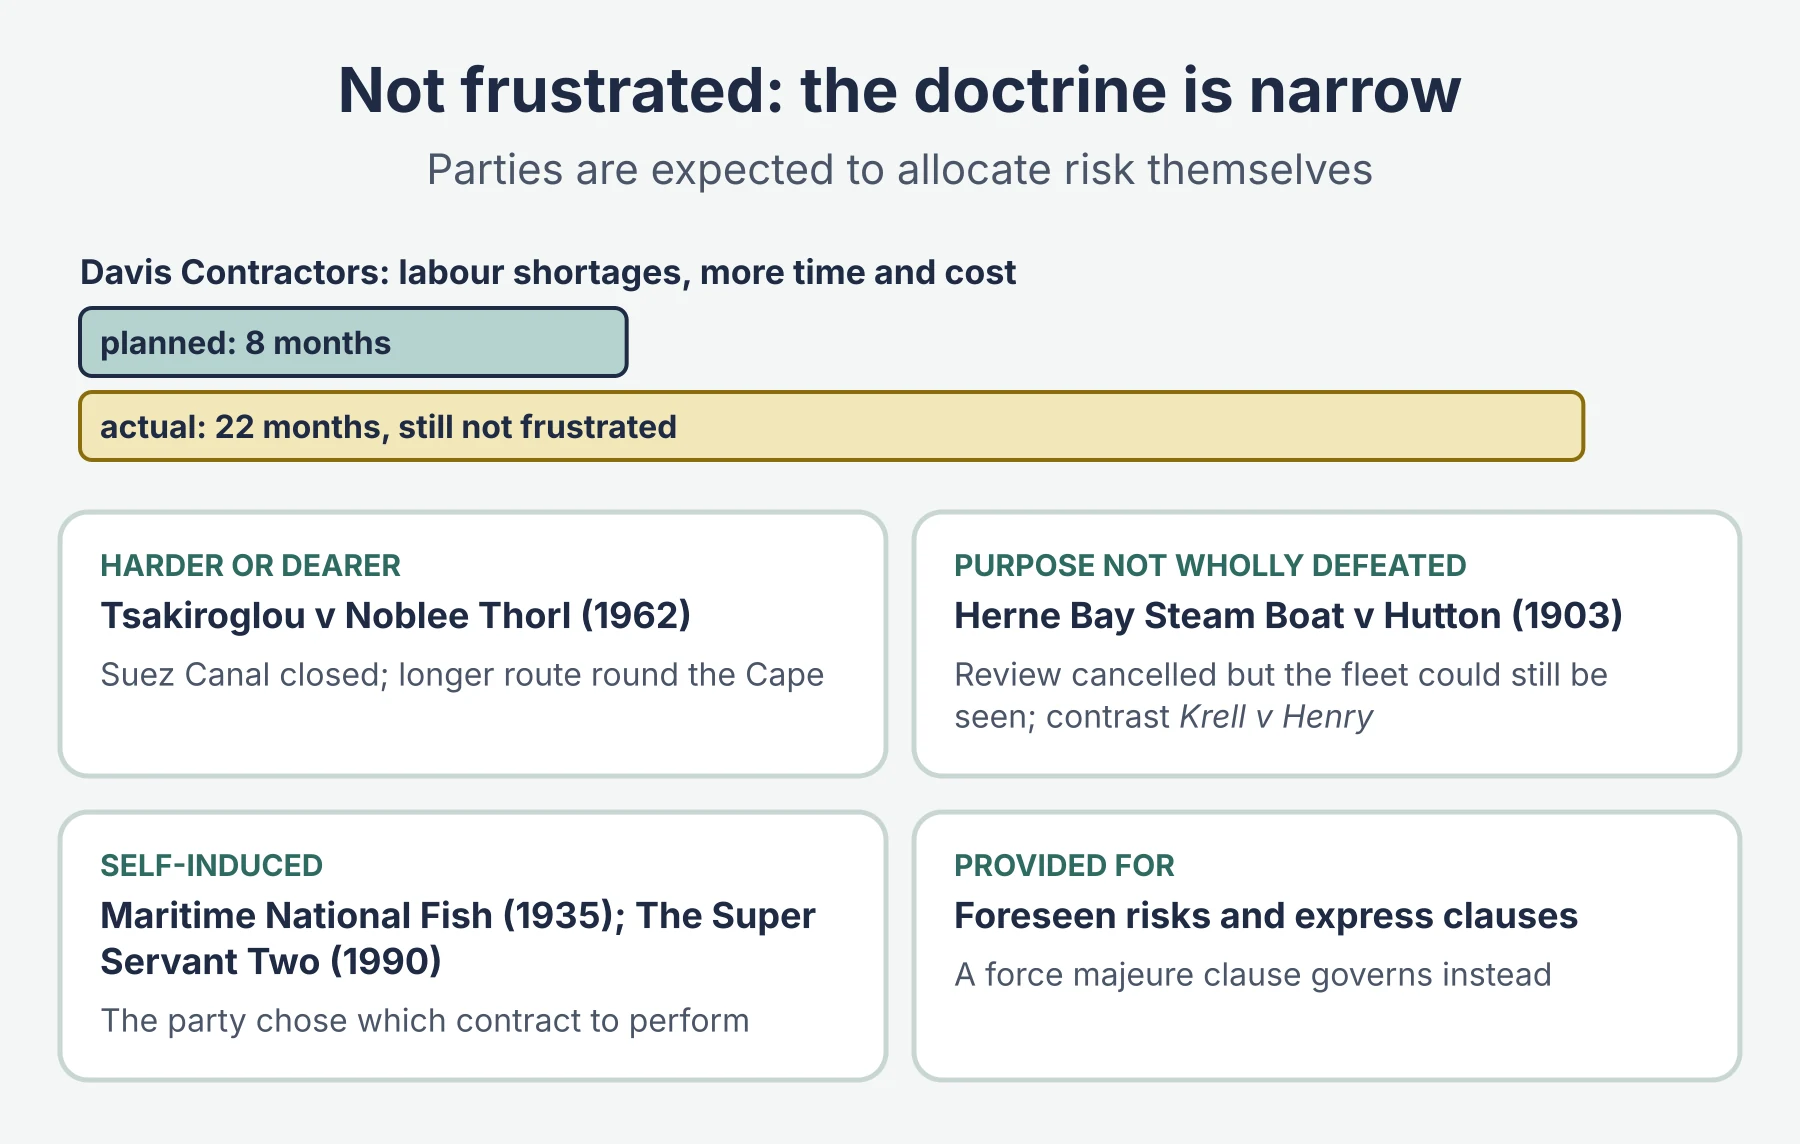 Not frustrated: the doctrine is narrow
Parties are expected to allocate risk themselves
Davis Contractors: labour shortages, more time and cost
planned: 8 months
actual: 22 months, still not frustrated
HARDER OR DEARER
Tsakiroglou v Noblee Thorl (1962)
Suez Canal closed; longer route round the Cape
PURPOSE NOT WHOLLY DEFEATED
Herne Bay Steam Boat v Hutton (1903)
Review cancelled but the fleet could still be
seen; contrast Krell v Henry
SELF-INDUCED
Maritime National Fish (1935); The Super
Servant Two (1990)
The party chose which contract to perform
PROVIDED FOR
Foreseen risks and express clauses
A force majeure clause governs instead